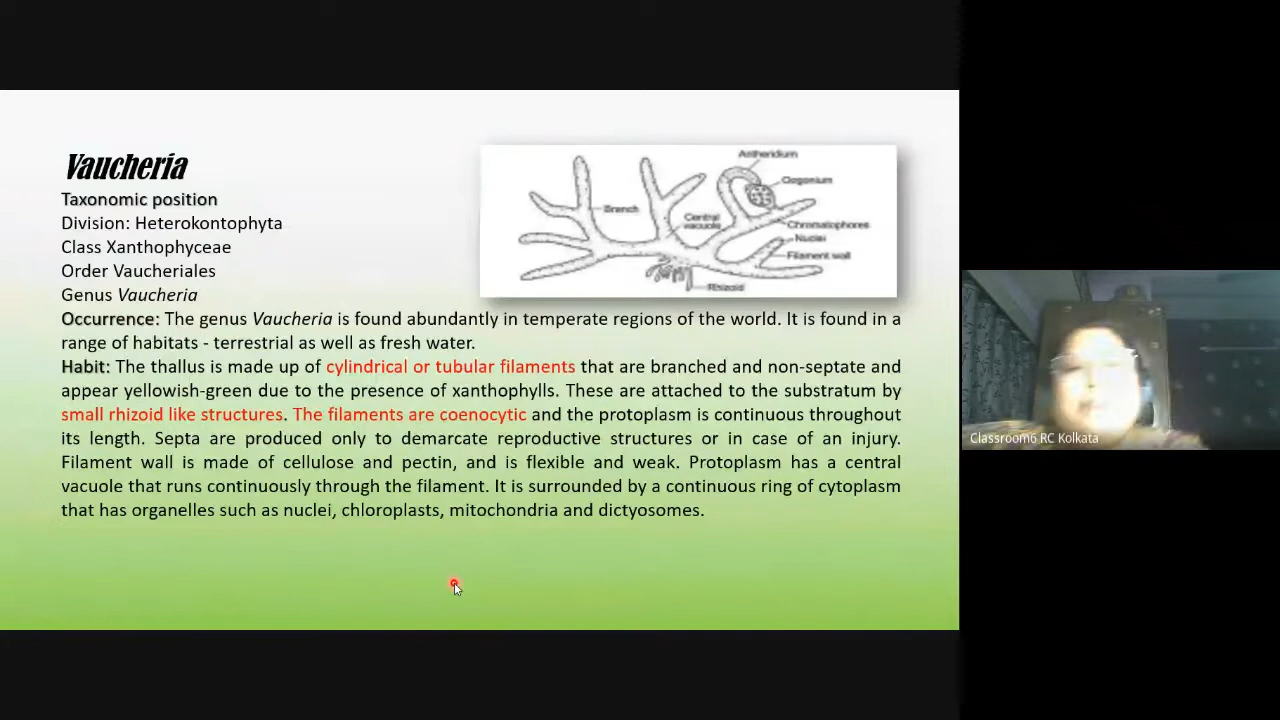 Vaucheria
Taxonomic position
Division: Heterokontophyta
Class Xanthophyceae
Order Vaucheriales
Genus Vaucheria
Antheridium
Oogonium
Branch
Central
vacuole
Chromatophores
Nuclei
Filament wall
Rhizoid
Occurrence: The genus Vaucheria is found abundantly in temperate regions of the world. It is found in a
range of habitats - terrestrial as well as fresh water.
Habit: The thallus is made up of cylindrical or tubular filaments that are branched and non-septate and
appear yellowish-green due to the presence of xanthophylls. These are attached to the substratum by
small rhizoid like structures. The filaments are coenocytic and the protoplasm is continuous throughout
its length. Septa are produced only to demarcate reproductive structures or in case of an injury.
Filament wall is made of cellulose and pectin, and is flexible and weak. Protoplasm has a central
vacuole that runs continuously through the filament. It is surrounded by a continuous ring of cytoplasm
that has organelles such as nuclei, chloroplasts, mitochondria and dictyosomes.
Classroom6 RC Kolkata